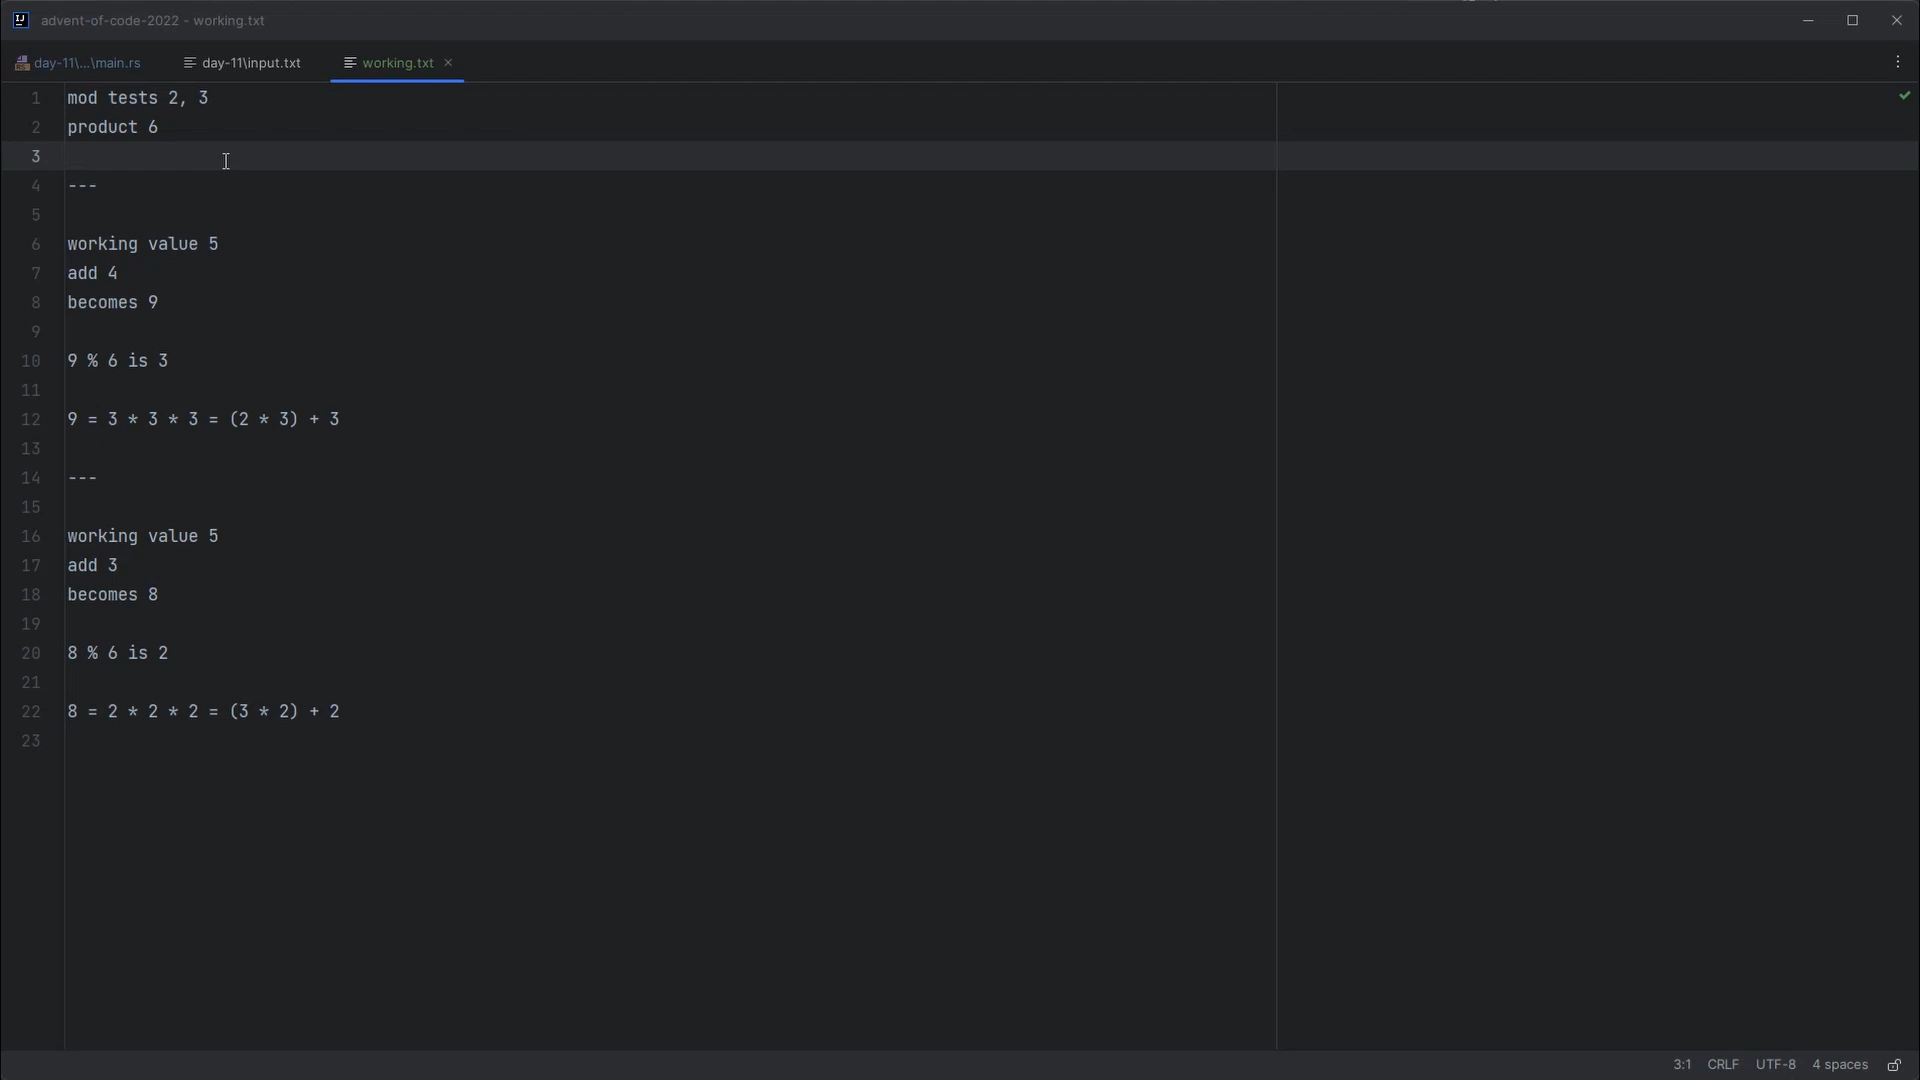 advent-of-code-2022 - working.txt
day-11\...\main.rs
day-11\input.txt
working.txt
1 mod tests 2, 3
2 product 6
3
4 ---
5
6 working value 5
7 add 4
8 becomes 9
9
10 9 % 6 is 3
11
12 9 = 3 * 3 * 3 = (2 * 3) + 3
13
14 ---
15
16 working value 5
17 add 3
18 becomes 8
19
20 8 % 6 is 2
21
22 8 = 2 * 2 * 2 = (3 * 2) + 2
23
3:1 CRLF UTF-8 4 spaces